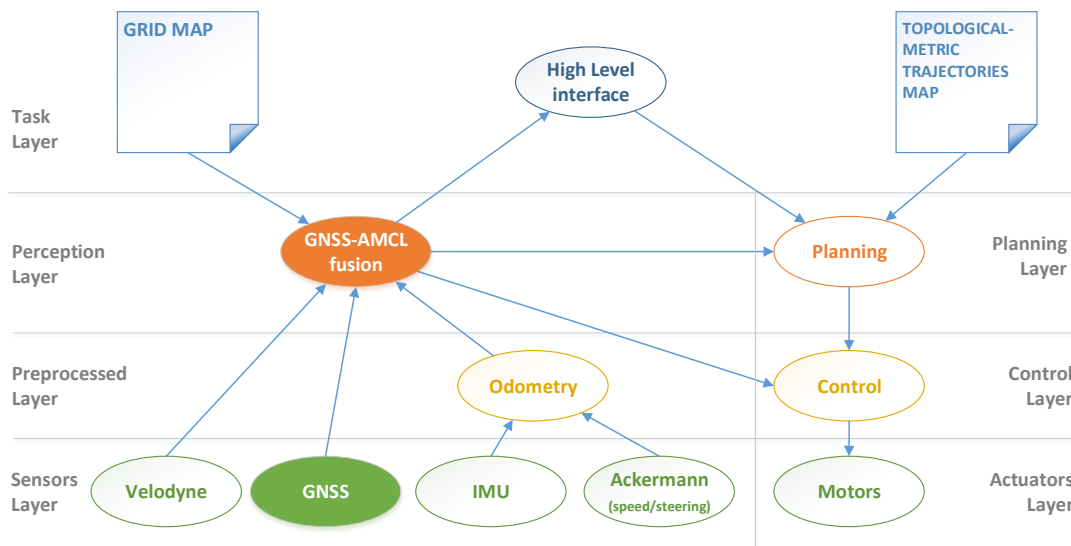 GRID MAP
TOPOLOGICAL-
METRIC
TRAJECTORIES
MAP
High Level
interface
Task
Layer
Perception
Layer
GNSS-AMCL
fusion
Planning
Planning
Layer
Preprocessed
Layer
Odometry
Control
Control
Layer
Sensors
Layer
Velodyne
GNSS
IMU
Ackermann
(speed/steering)
Motors
Actuators
Layer